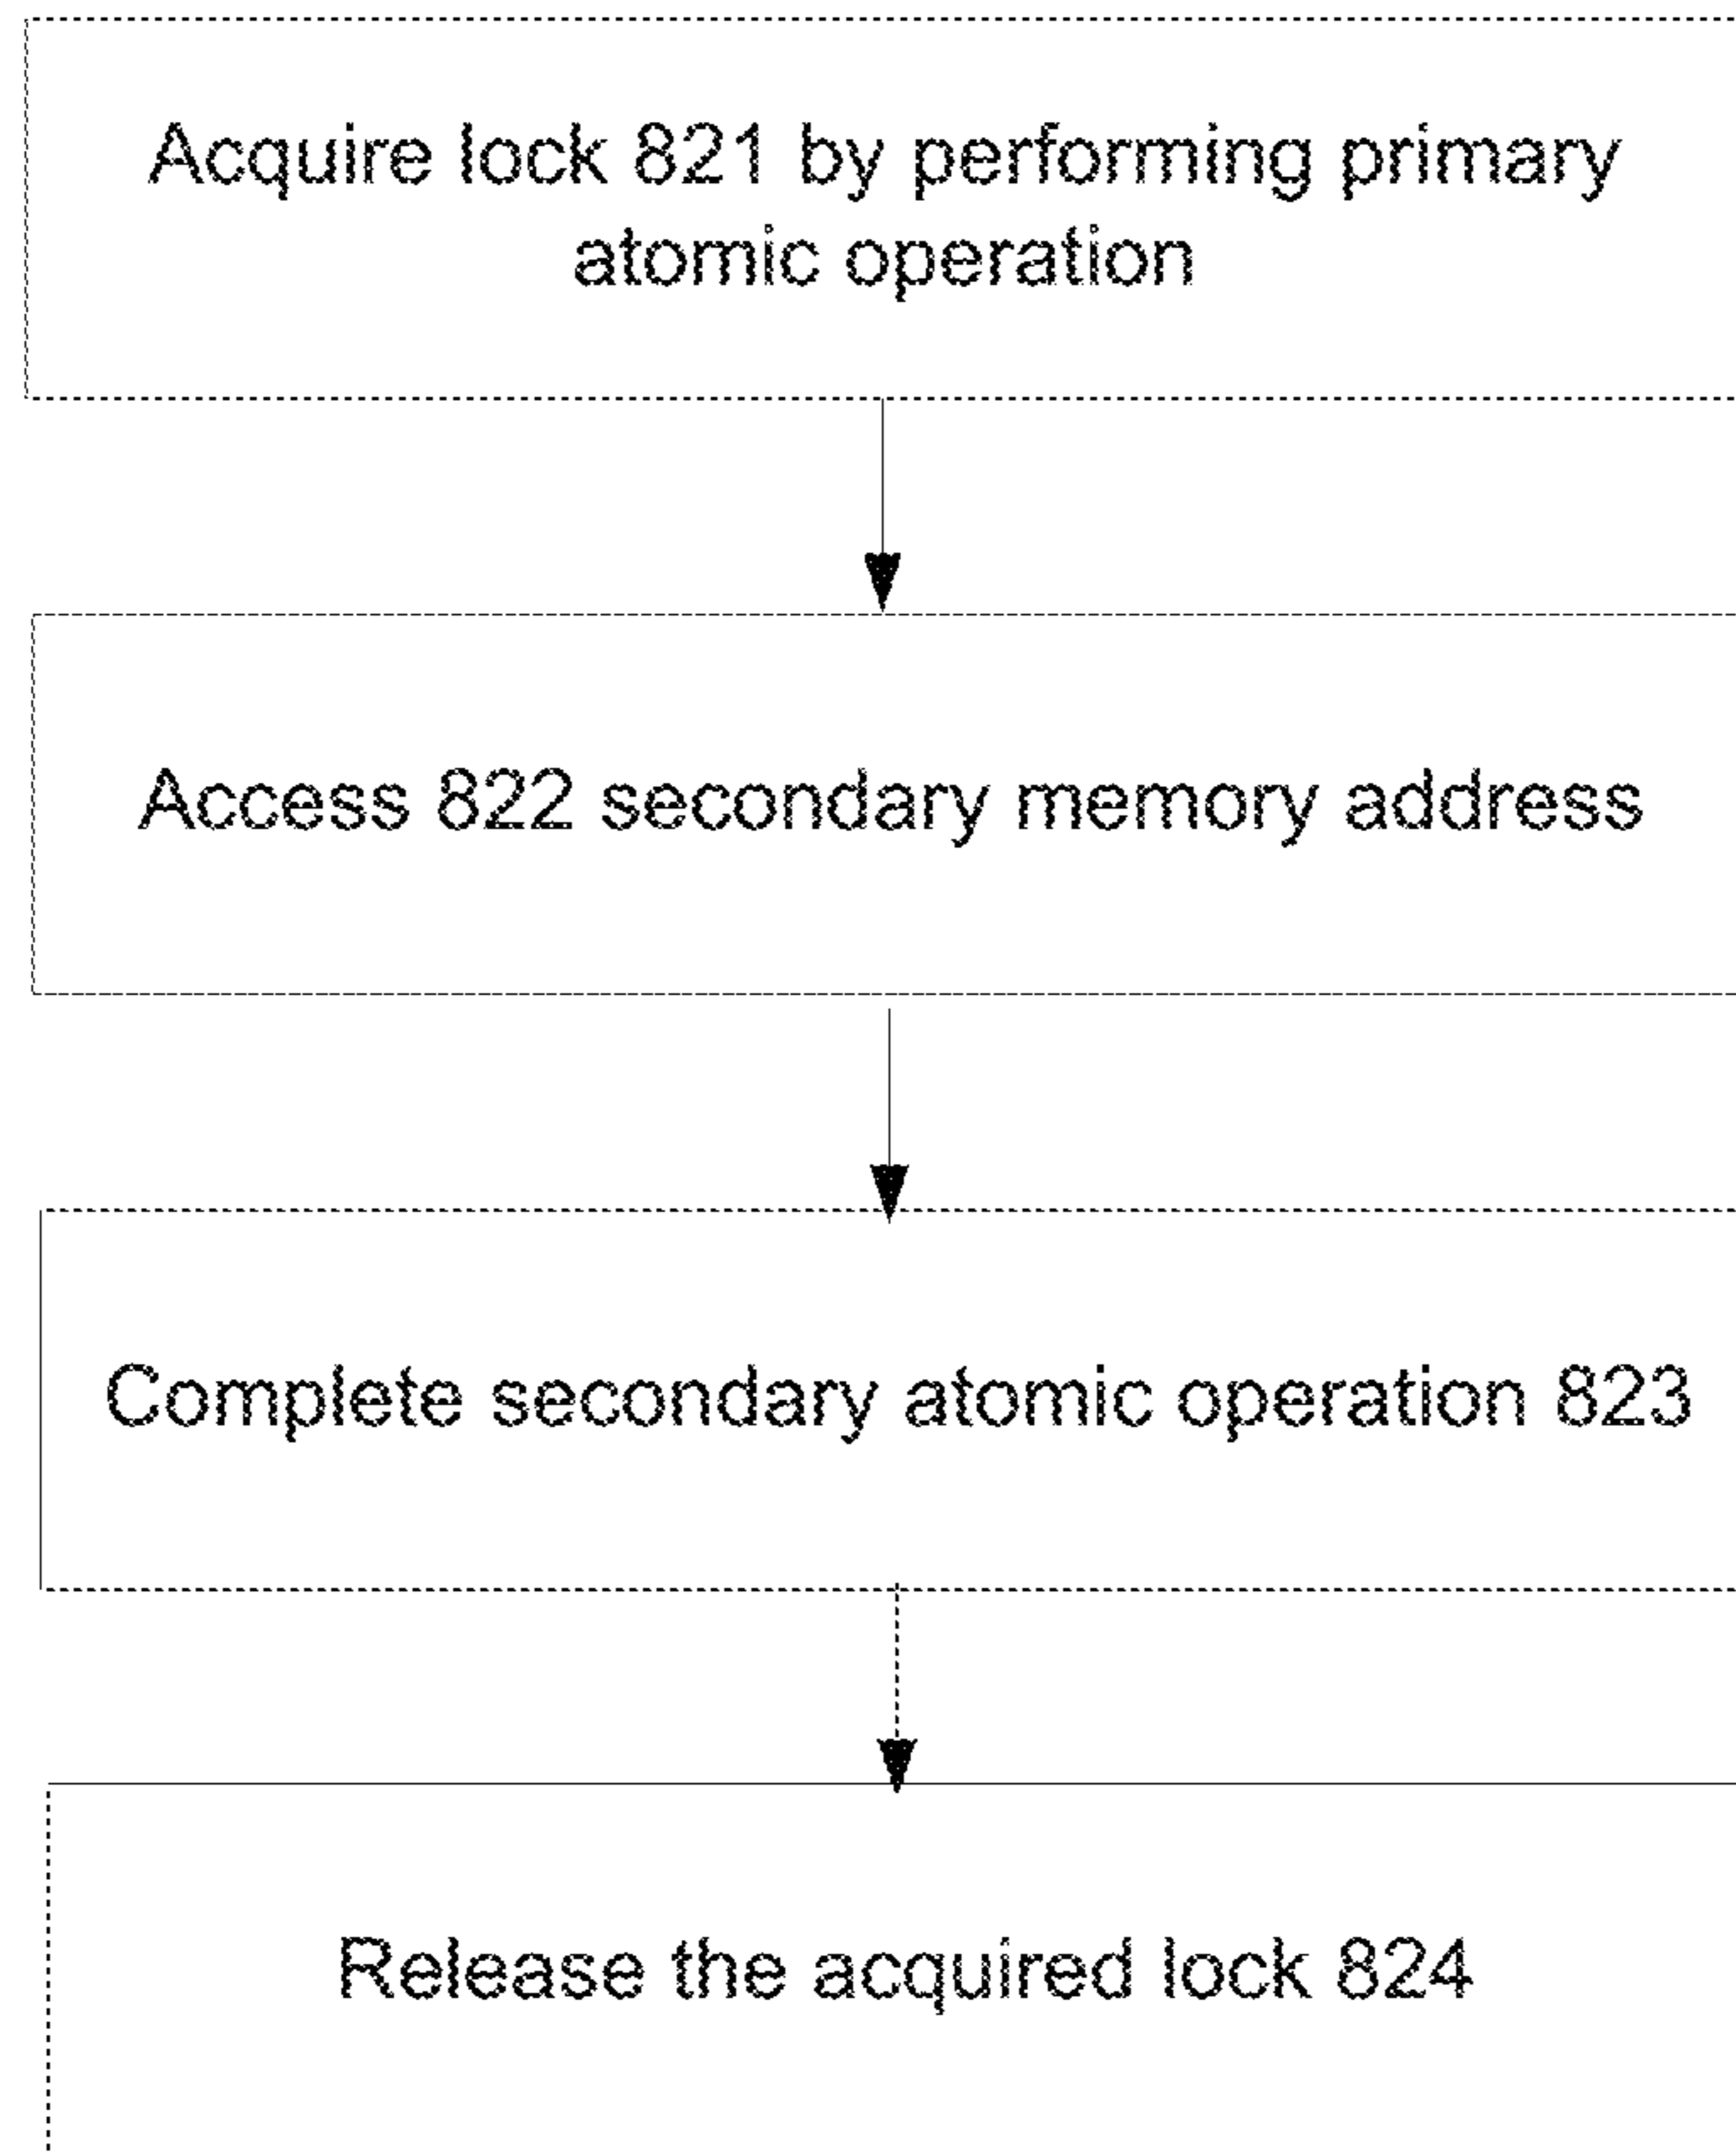 Acquire lock 821 by performing primary
atomic operation
Access 822 secondary memory address
Complete secondary atomic operation 823
Release the acquired lock 824